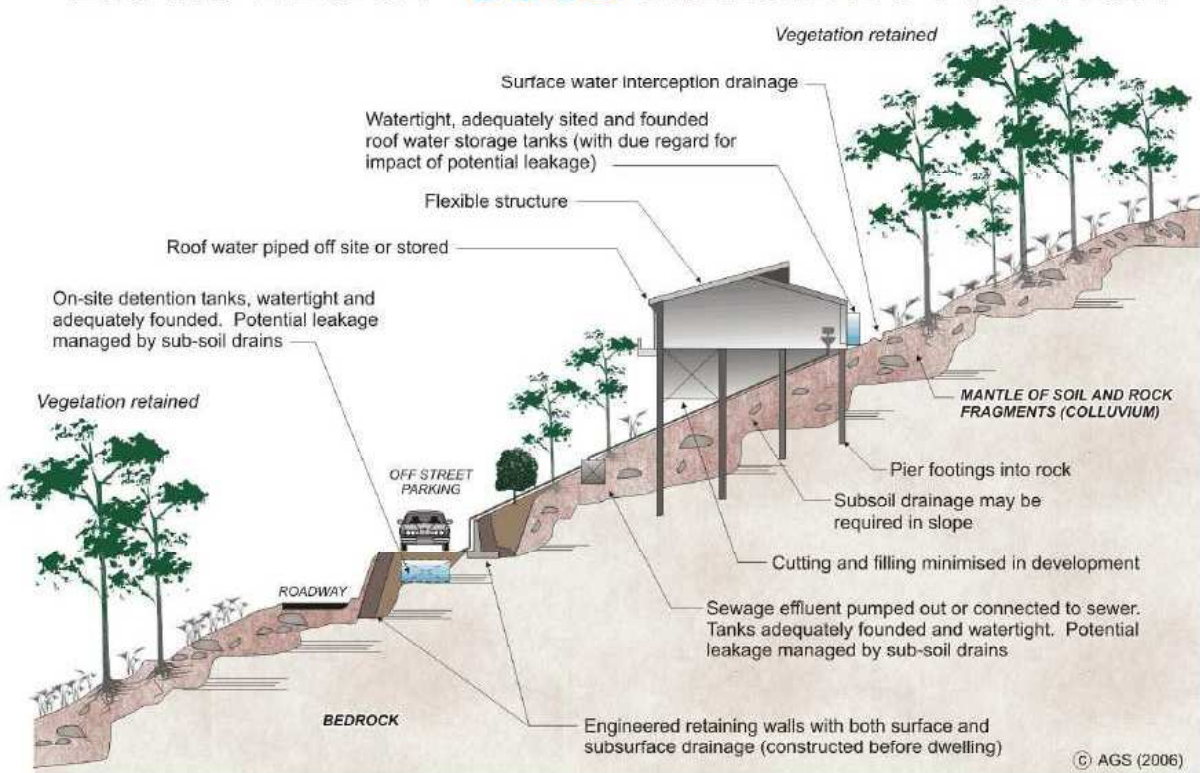 Vegetation retained
Surface water interception drainage
Watertight, adequately sited and founded
roof water storage tanks (with due regard for
impact of potential leakage)
Flexible structure
Roof water piped off site or stored
On-site detention tanks, watertight and
adequately founded. Potential leakage
managed by sub-soil drains
Vegetation retained
MANTLE OF SOIL AND ROCK
FRAGMENTS (COLLUVIUM)
OFF STREET
PARKING
Pier footings into rock
Subsoil drainage may be
required in slope
Cutting and filling minimised in development
ROADWAY
Sewage effluent pumped out or connected to sewer.
Tanks adequately founded and watertight. Potential
leakage managed by sub-soil drains
BEDROCK
Engineered retaining walls with both surface and
subsurface drainage (constructed before dwelling)
© AGS (2006)